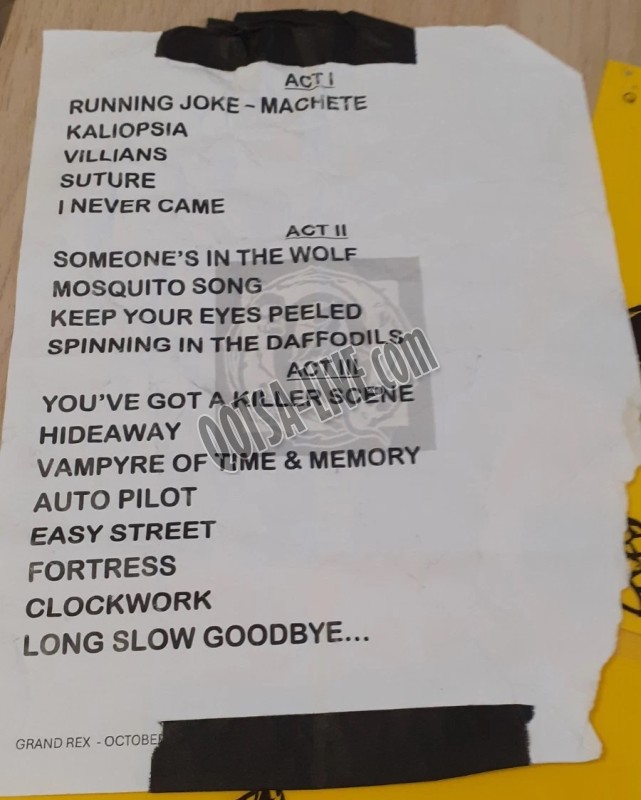 ACT I
RUNNING JOKE ~ MACHETE
KALIOPSIA
VILLIANS
SUTURE
I NEVER CAME
ACT II
SOMEONE'S IN THE WOLF
MOSQUITO SONG
KEEP YOUR EYES PEELED
SPINNING IN THE DAFFODILS
ACT III
YOU'VE GOT A KILLER SCENE
HIDEAWAY
VAMPYRE OF TIME & MEMORY
AUTO PILOT
EASY STREET
FORTRESS
CLOCKWORK
LONG SLOW GOODBYE...
GRAND REX - OCTOBER
QOTSA-LIVE.com